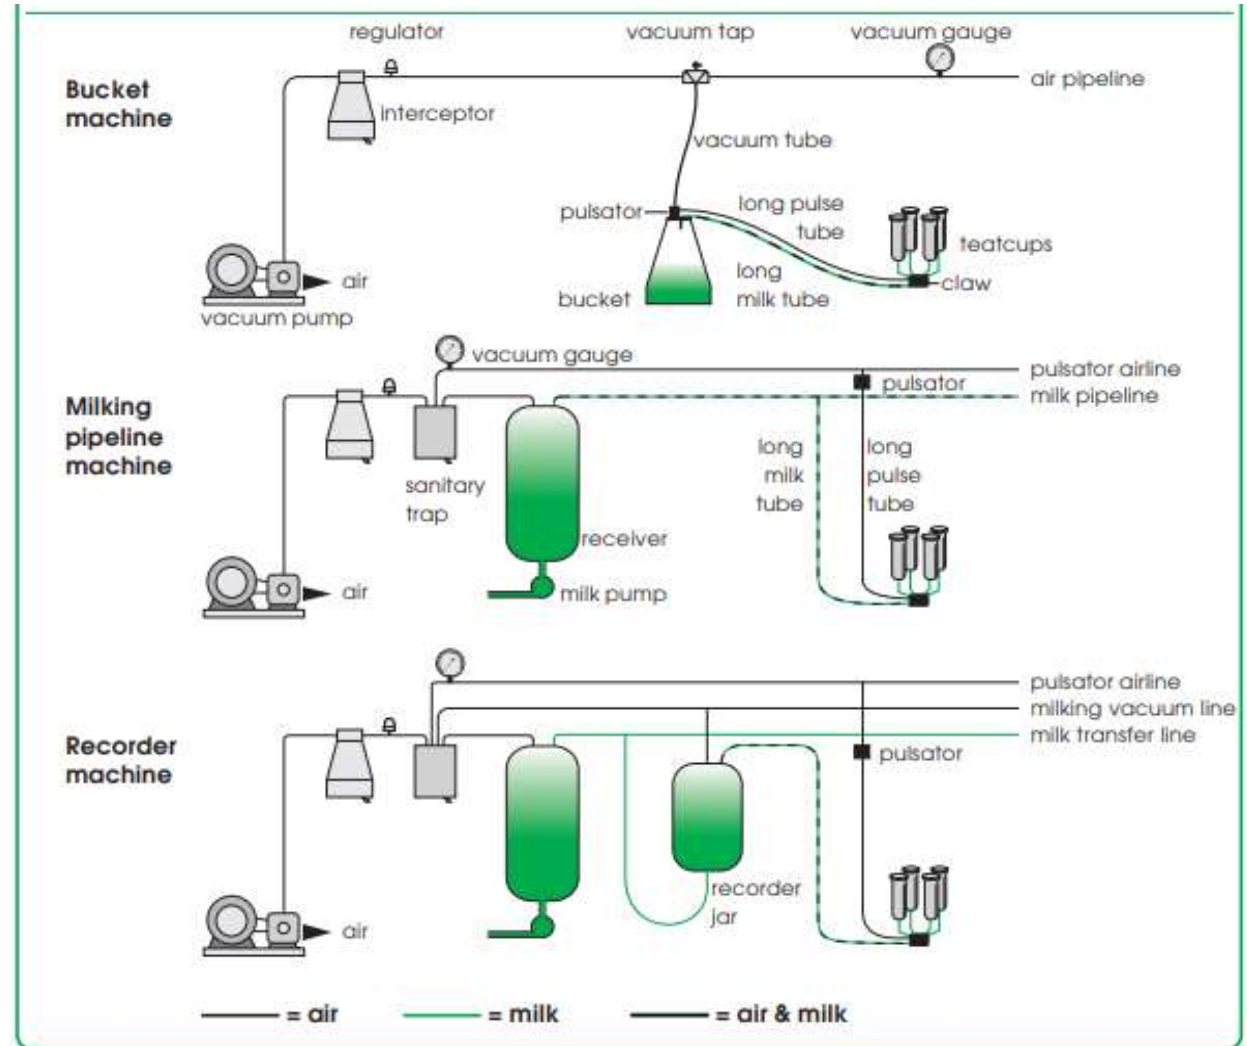 regulator
vacuum tap
vacuum gauge
Bucket
machine
air pipeline
interceptor
vacuum tube
pulsator
long pulse
tube
teatcups
long
milk tube
claw
bucket
air
vacuum pump
vacuum gauge
pulsator airline
pulsator
milk pipeline
Milking
pipeline
machine
long
milk
tube
long
pulse
tube
sanitary
trap
receiver
air
milk pump
pulsator airline
milking vacuum line
milk transfer line
Recorder
machine
pulsator
recorder
jar
air
= air
= milk
= air & milk